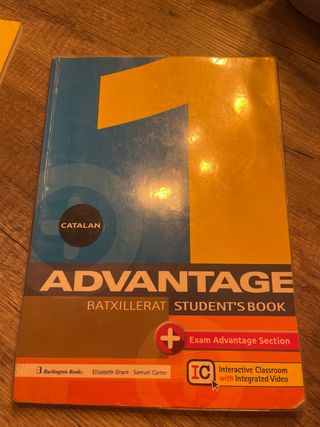 1
CATALAN
ADVANTAGE
BATXILLERAT STUDENT'S BOOK
+ Exam Advantage Section
Burlington Books Elizabeth Grant Samuel Carter
IC Interactive Classroom
with Integrated Video